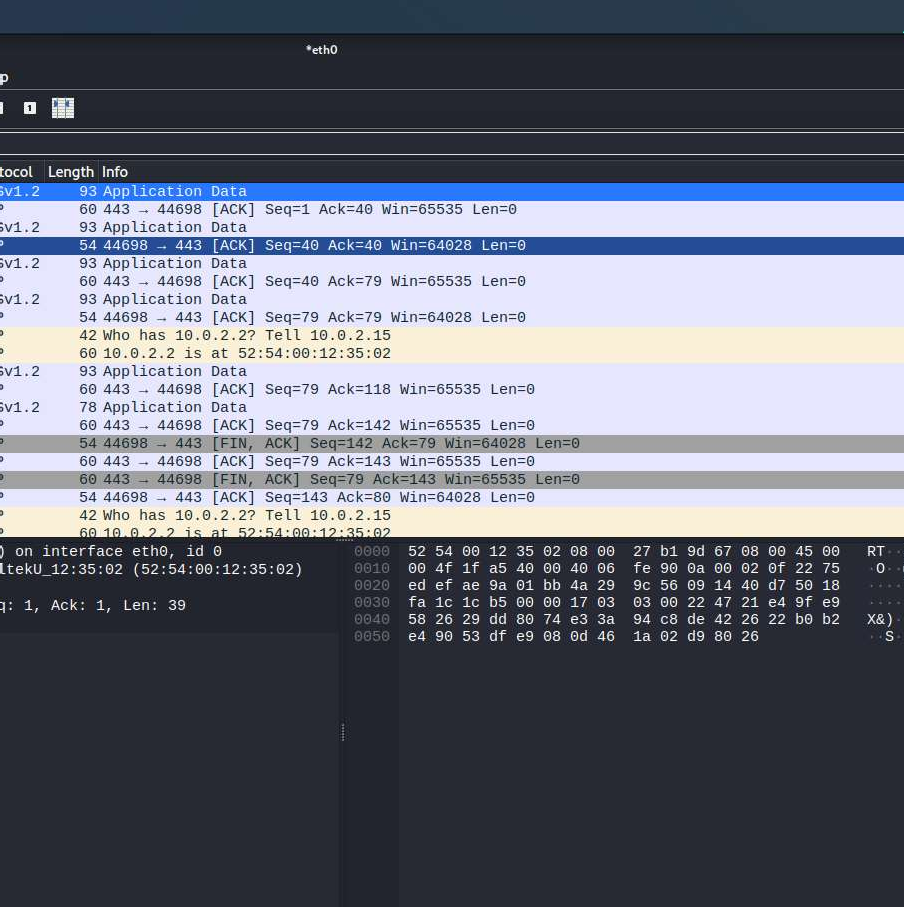 *eth0
p
1
tocol Length Info
Sv1.2 93 Application Data
P 60 443 → 44698 [ACK] Seq=1 Ack=40 Win=65535 Len=0
Sv1.2 93 Application Data
P 54 44698 → 443 [ACK] Seq=40 Ack=40 Win=64028 Len=0
Sv1.2 93 Application Data
P 60 443 → 44698 [ACK] Seq=40 Ack=79 Win=65535 Len=0
Sv1.2 93 Application Data
P 54 44698 → 443 [ACK] Seq=79 Ack=79 Win=64028 Len=0
P 42 Who has 10.0.2.2? Tell 10.0.2.15
P 60 10.0.2.2 is at 52:54:00:12:35:02
Sv1.2 93 Application Data
P 60 443 → 44698 [ACK] Seq=79 Ack=118 Win=65535 Len=0
Sv1.2 78 Application Data
P 60 443 → 44698 [ACK] Seq=79 Ack=142 Win=65535 Len=0
P 54 44698 → 443 [FIN, ACK] Seq=142 Ack=79 Win=64028 Len=0
P 60 443 → 44698 [ACK] Seq=79 Ack=143 Win=65535 Len=0
P 60 443 → 44698 [FIN, ACK] Seq=79 Ack=143 Win=65535 Len=0
P 54 44698 → 443 [ACK] Seq=143 Ack=80 Win=64028 Len=0
P 42 Who has 10.0.2.2? Tell 10.0.2.15
P 60 10.0.2.2 is at 52:54:00:12:35:02
) on interface eth0, id 0
ltekU_12:35:02 (52:54:00:12:35:02)
q: 1, Ack: 1, Len: 39
0000 52 54 00 12 35 02 08 00 27 b1 9d 67 08 00 45 00 RT··
0010 00 4f 1f a5 40 00 40 06 fe 90 0a 00 02 0f 22 75 ·O··
0020 ed ef ae 9a 01 bb 4a 29 9c 56 09 14 40 d7 50 18 ····
0030 fa 1c 1c b5 00 00 17 03 03 00 22 47 21 e4 9f e9 ····
0040 58 26 29 dd 80 74 e3 3a 94 c8 de 42 26 22 b0 b2 X&)·
0050 e4 90 53 df e9 08 0d 46 1a 02 d9 80 26 ··S·